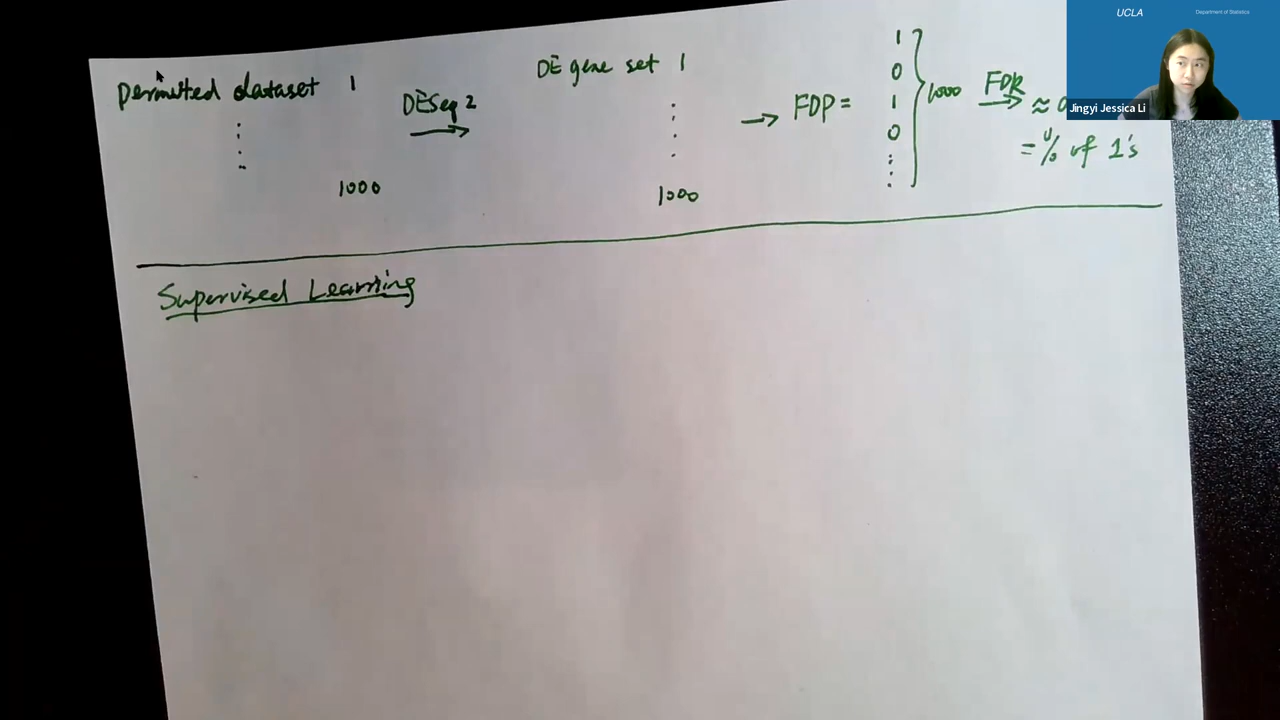 UCLA
Department of Statistics
Jingyi Jessica Li
permuted dataset 1
1000
DESeq 2
DE gene set 1
1000
→ FDP =
1
0
1
0
1000
FDR
≈ 0
= % of 1's
Supervised Learning